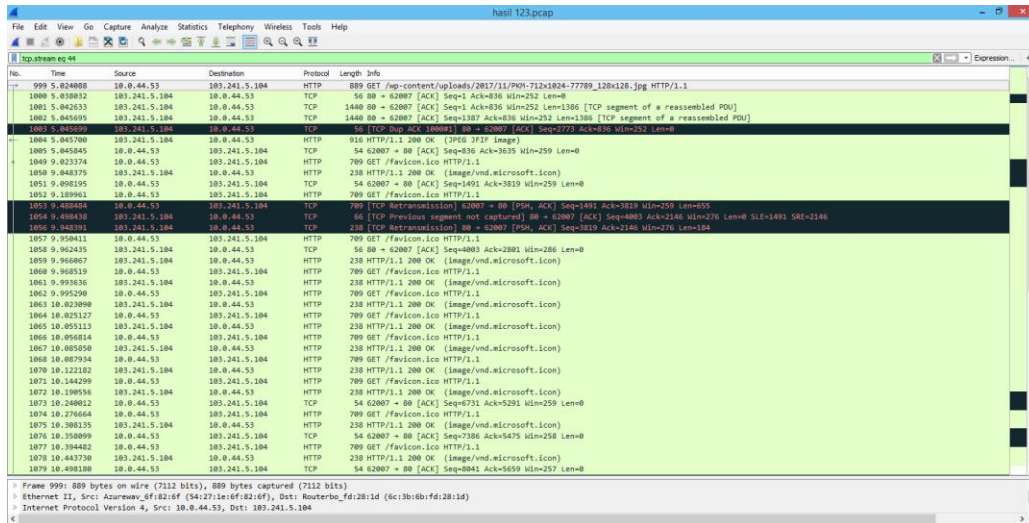 hasil 123.pcap
File Edit View Go Capture Analyze Statistics Telephony Wireless Tools Help
tcp.stream eq 44
Expression...
No. Time Source Destination Protocol Length Info
999 5.024088 10.0.44.53 103.241.5.104 HTTP 889 GET /wp-content/uploads/2017/11/PKM-712x1024-77789_128x128.jpg HTTP/1.1
1000 5.038032 103.241.5.104 10.0.44.53 TCP 56 80 → 62007 [ACK] Seq=1 Ack=836 Win=252 Len=0
1001 5.042633 103.241.5.104 10.0.44.53 TCP 1440 80 → 62007 [ACK] Seq=1 Ack=836 Win=252 Len=1386 [TCP segment of a reassembled PDU]
1002 5.045695 103.241.5.104 10.0.44.53 TCP 1440 80 → 62007 [ACK] Seq=1387 Ack=836 Win=252 Len=1386 [TCP segment of a reassembled PDU]
1003 5.045699 103.241.5.104 10.0.44.53 TCP 56 [TCP Dup ACK 1000#1] 80 → 62007 [ACK] Seq=2773 Ack=836 Win=252 Len=0
1004 5.045700 103.241.5.104 10.0.44.53 HTTP 916 HTTP/1.1 200 OK (JPEG JFIF image)
1005 5.045845 10.0.44.53 103.241.5.104 TCP 54 62007 → 80 [ACK] Seq=836 Ack=3635 Win=259 Len=0
1049 9.023374 10.0.44.53 103.241.5.104 HTTP 709 GET /favicon.ico HTTP/1.1
1050 9.048375 103.241.5.104 10.0.44.53 HTTP 238 HTTP/1.1 200 OK (image/vnd.microsoft.icon)
1051 9.098195 10.0.44.53 103.241.5.104 TCP 54 62007 → 80 [ACK] Seq=1491 Ack=3819 Win=259 Len=0
1052 9.189961 10.0.44.53 103.241.5.104 HTTP 709 GET /favicon.ico HTTP/1.1
1053 9.488484 10.0.44.53 103.241.5.104 TCP 709 [TCP Retransmission] 62007 → 80 [PSH, ACK] Seq=1491 Ack=3819 Win=259 Len=655
1054 9.498438 103.241.5.104 10.0.44.53 TCP 66 [TCP Previous segment not captured] 80 → 62007 [ACK] Seq=4003 Ack=2146 Win=276 Len=0 SLE=1491 SRE=2146
1056 9.948391 103.241.5.104 10.0.44.53 TCP 238 [TCP Retransmission] 80 → 62007 [PSH, ACK] Seq=3819 Ack=2146 Win=276 Len=184
1057 9.950411 10.0.44.53 103.241.5.104 HTTP 709 GET /favicon.ico HTTP/1.1
1058 9.962435 103.241.5.104 10.0.44.53 TCP 56 80 → 62007 [ACK] Seq=4003 Ack=2801 Win=286 Len=0
1059 9.966067 103.241.5.104 10.0.44.53 HTTP 238 HTTP/1.1 200 OK (image/vnd.microsoft.icon)
1060 9.968519 10.0.44.53 103.241.5.104 HTTP 709 GET /favicon.ico HTTP/1.1
1061 9.993636 103.241.5.104 10.0.44.53 HTTP 238 HTTP/1.1 200 OK (image/vnd.microsoft.icon)
1062 9.995290 10.0.44.53 103.241.5.104 HTTP 709 GET /favicon.ico HTTP/1.1
1063 10.023090 103.241.5.104 10.0.44.53 HTTP 238 HTTP/1.1 200 OK (image/vnd.microsoft.icon)
1064 10.025127 10.0.44.53 103.241.5.104 HTTP 709 GET /favicon.ico HTTP/1.1
1065 10.055113 103.241.5.104 10.0.44.53 HTTP 238 HTTP/1.1 200 OK (image/vnd.microsoft.icon)
1066 10.056814 10.0.44.53 103.241.5.104 HTTP 709 GET /favicon.ico HTTP/1.1
1067 10.085850 103.241.5.104 10.0.44.53 HTTP 238 HTTP/1.1 200 OK (image/vnd.microsoft.icon)
1068 10.087934 10.0.44.53 103.241.5.104 HTTP 709 GET /favicon.ico HTTP/1.1
1070 10.122182 103.241.5.104 10.0.44.53 HTTP 238 HTTP/1.1 200 OK (image/vnd.microsoft.icon)
1071 10.144299 10.0.44.53 103.241.5.104 HTTP 709 GET /favicon.ico HTTP/1.1
1072 10.190556 103.241.5.104 10.0.44.53 HTTP 238 HTTP/1.1 200 OK (image/vnd.microsoft.icon)
1073 10.240012 10.0.44.53 103.241.5.104 TCP 54 62007 → 80 [ACK] Seq=6731 Ack=5291 Win=259 Len=0
1074 10.276664 10.0.44.53 103.241.5.104 HTTP 709 GET /favicon.ico HTTP/1.1
1075 10.308135 103.241.5.104 10.0.44.53 HTTP 238 HTTP/1.1 200 OK (image/vnd.microsoft.icon)
1076 10.358099 10.0.44.53 103.241.5.104 TCP 54 62007 → 80 [ACK] Seq=7386 Ack=5475 Win=258 Len=0
1077 10.394482 10.0.44.53 103.241.5.104 HTTP 709 GET /favicon.ico HTTP/1.1
1078 10.443730 103.241.5.104 10.0.44.53 HTTP 238 HTTP/1.1 200 OK (image/vnd.microsoft.icon)
1079 10.498180 10.0.44.53 103.241.5.104 TCP 54 62007 → 80 [ACK] Seq=8041 Ack=5659 Win=257 Len=0
Frame 999: 889 bytes on wire (7112 bits), 889 bytes captured (7112 bits)
Ethernet II, Src: Azurewav_6f:82:6f (54:27:1e:6f:82:6f), Dst: Routerbo_fd:28:1d (6c:3b:6b:fd:28:1d)
Internet Protocol Version 4, Src: 10.0.44.53, Dst: 103.241.5.104